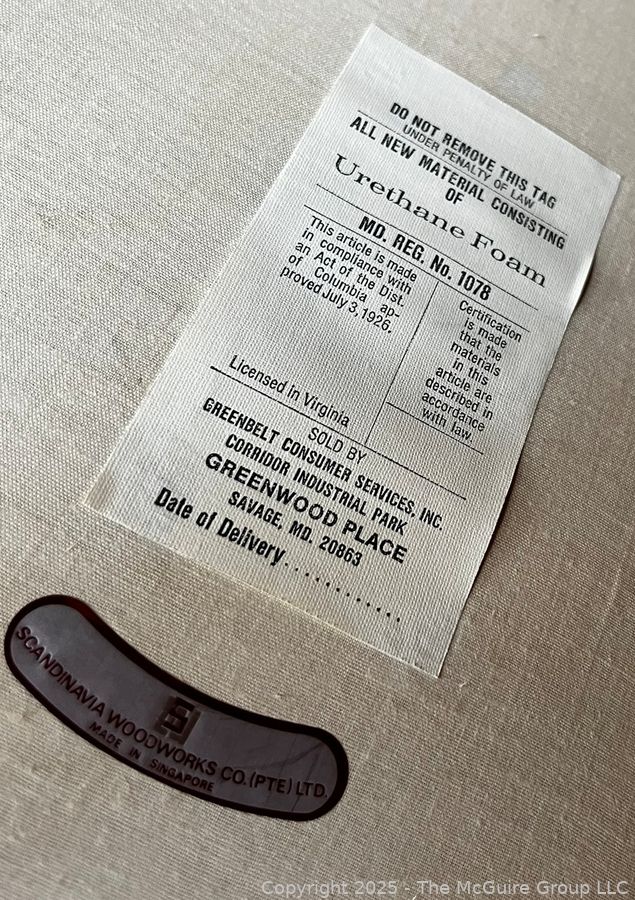 DO NOT REMOVE THIS TAG
UNDER PENALTY OF LAW
ALL NEW MATERIAL CONSISTING
OF
Urethane Foam
MD. REG. No. 1078
This article is made
in compliance with
an Act of the Dist.
of Columbia ap-
proved July 3, 1926.
Certification
is made
that the
materials
in this
article are
described in
accordance
with law.
Licensed in Virginia
SOLD BY
GREENBELT CONSUMER SERVICES, INC.
CORRIDOR INDUSTRIAL PARK
GREENWOOD PLACE
SAVAGE, MD. 20863
Date of Delivery.............
SCANDINAVIA WOODWORKS CO.(PTE) LTD.
MADE IN SINGAPORE
Copyright 2025 - The McGuire Group LLC